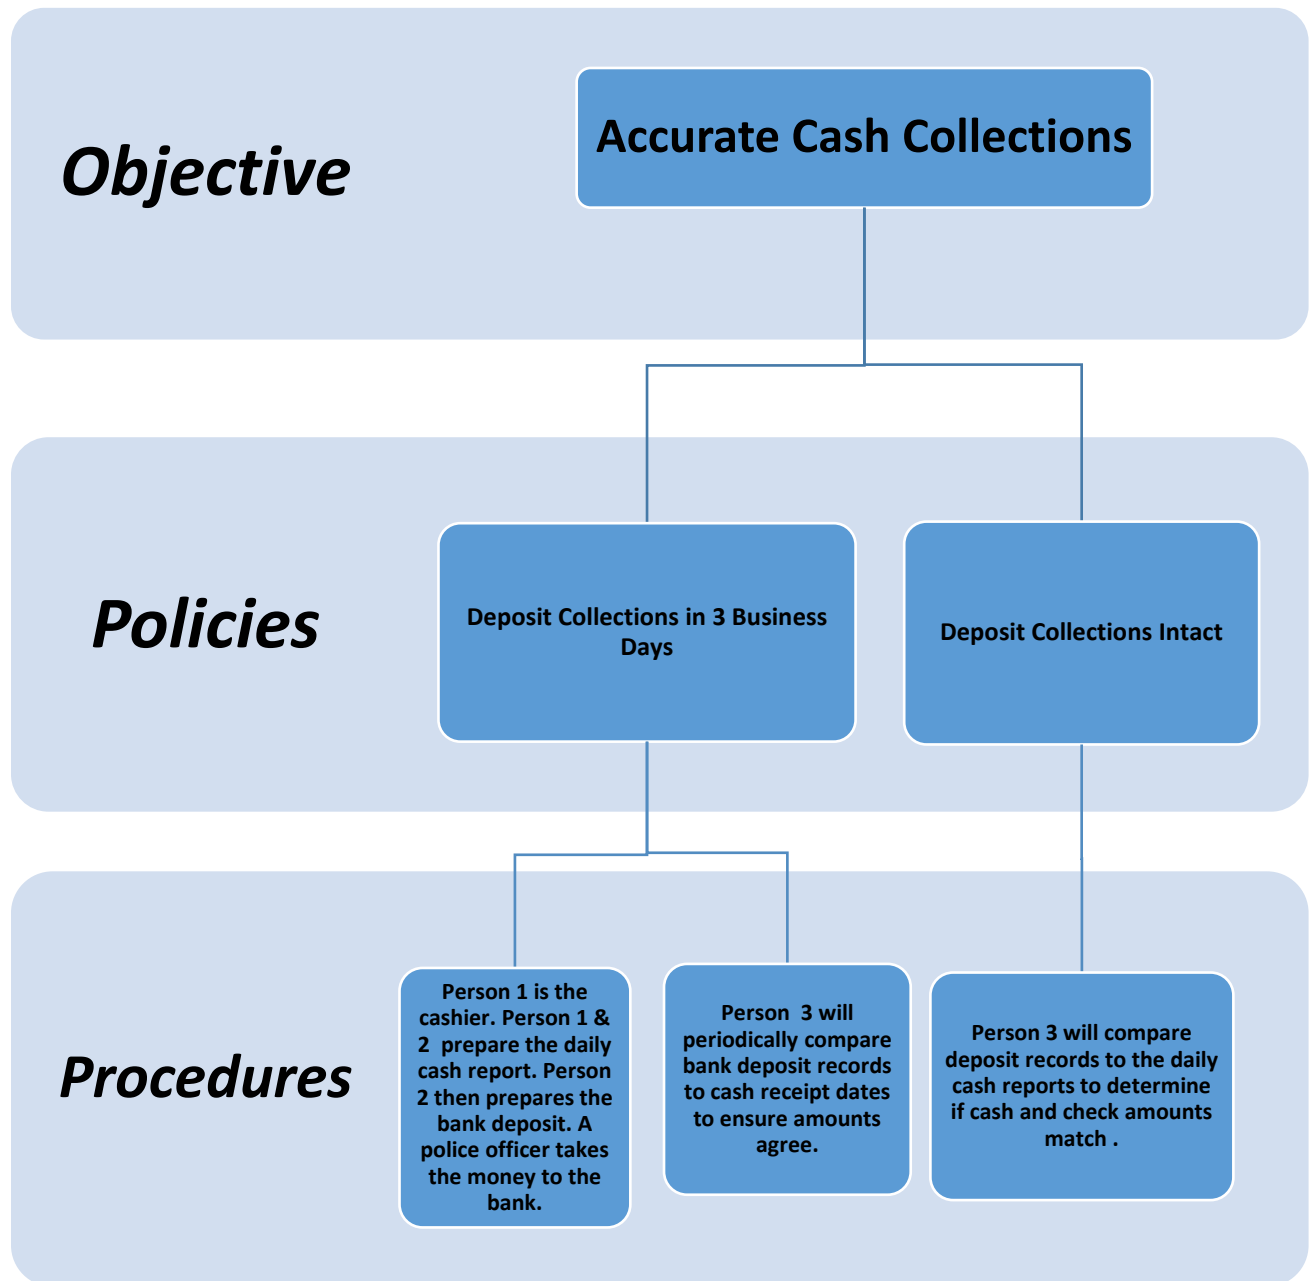 Objective
Accurate Cash Collections
Policies
Deposit Collections in 3 Business
Days
Deposit Collections Intact
Procedures
Person 1 is the
cashier. Person 1 &
2  prepare the daily
cash report. Person
2 then prepares the
bank deposit. A
police officer takes
the money to the
bank.
Person  3 will
periodically compare
bank deposit records
to cash receipt dates
to ensure amounts
agree.
Person 3 will compare
deposit records to the daily
cash reports to determine
if cash and check amounts
match .